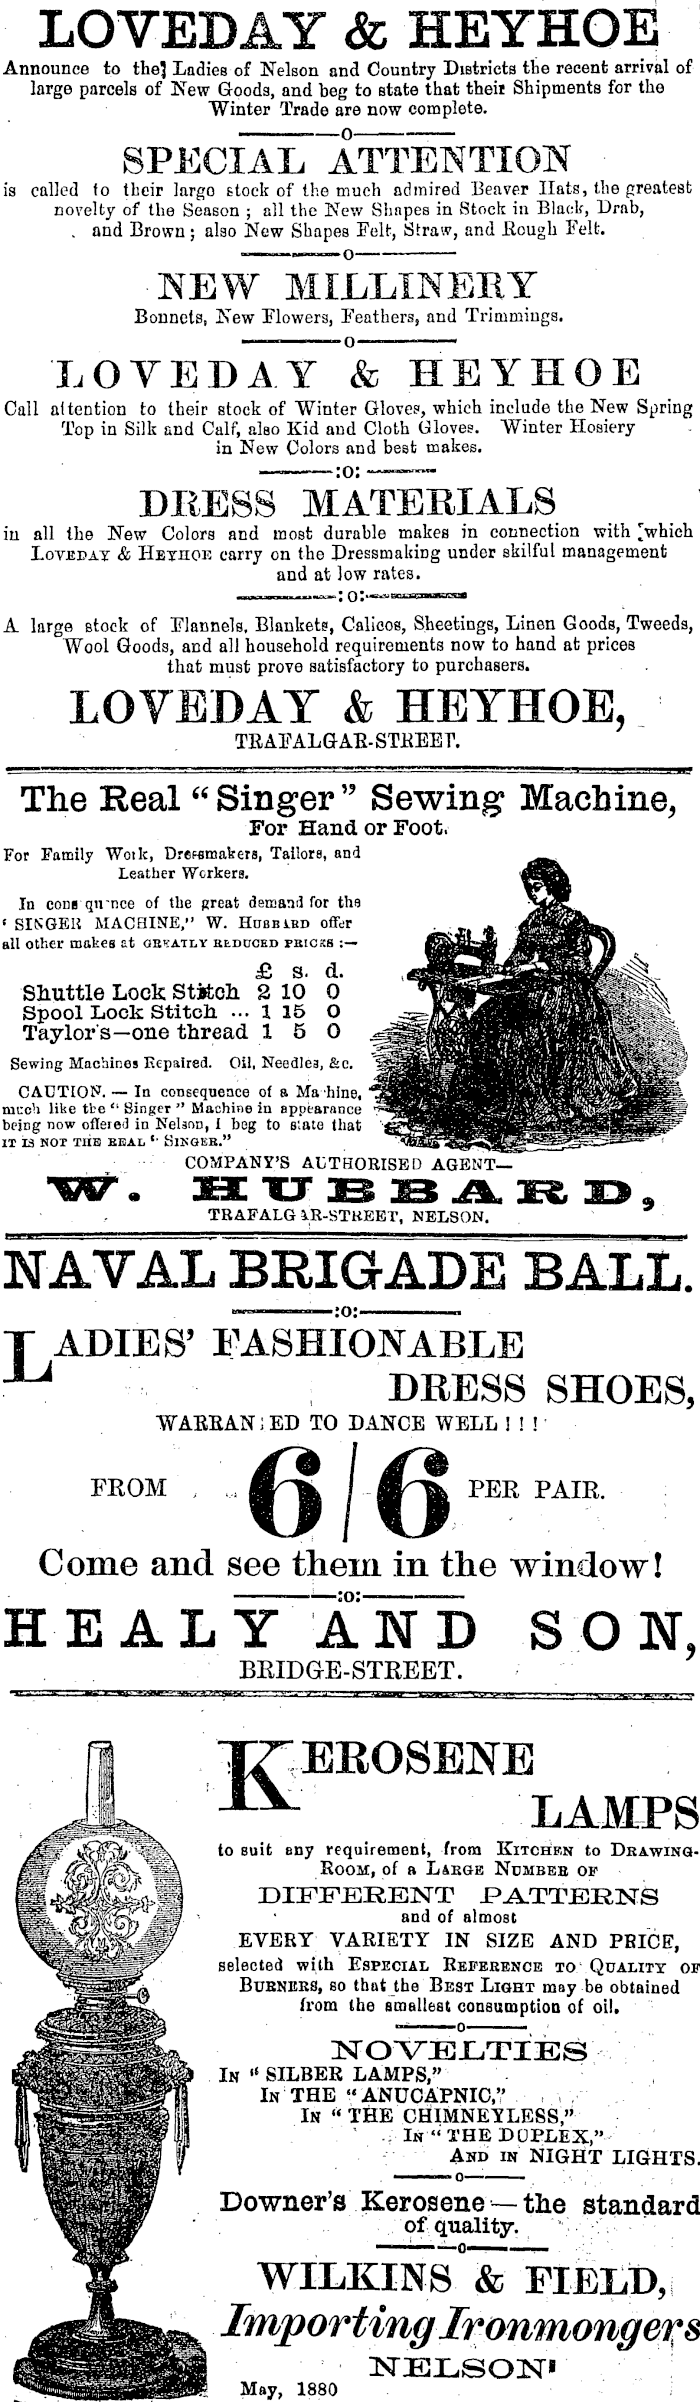 LOVEDAY & HEYHOE
Announce to the Ladies of Nelson and Country Districts the recent arrival of
large parcels of New Goods, and beg to state that their Shipments for the
Winter Trade are now complete.
SPECIAL ATTENTION
is called to their large stock of the much admired Beaver Hats, the greatest
novelty of the Season ; all the New Shapes in Stock in Black, Drab,
and Brown ; also New Shapes Felt, Straw, and Rough Felt.
NEW MILLINERY
Bonnets, New Flowers, Feathers, and Trimmings.
LOVEDAY & HEYHOE
Call attention to their stock of Winter Gloves, which include the New Spring
Top in Silk and Calf, also Kid and Cloth Gloves. Winter Hosiery
in New Colors and best makes.
DRESS MATERIALS
in all the New Colors and most durable makes in connection with which
LOVEDAY & HEYHOE carry on the Dressmaking under skilful management
and at low rates.
A large stock of Flannels, Blankets, Calicos, Sheetings, Linen Goods, Tweeds,
Wool Goods, and all household requirements now to hand at prices
that must prove satisfactory to purchasers.
LOVEDAY & HEYHOE,
TRAFALGAR-STREET.
The Real "Singer" Sewing Machine,
For Hand or Foot.
For Family Work, Dressmakers, Tailors, and
Leather Workers.
In consequence of the great demand for the
"SINGER MACHINE," W. HUBBARD offer
all other makes at GREATLY REDUCED PRICES :—
£ s. d.
Shuttle Lock Stitch 2 10 0
Spool Lock Stitch ... 1 15 0
Taylor's—one thread 1 5 0
Sewing Machines Repaired. Oil, Needles, &c.
CAUTION. — In consequence of a Machine,
much like the "Singer" Machine in appearance
being now offered in Nelson, I beg to state that
IT IS NOT THE REAL "SINGER."
COMPANY'S AUTHORISED AGENT—
W. HUBBARD,
TRAFALGAR-STREET, NELSON.
NAVAL BRIGADE BALL.
LADIES' FASHIONABLE
DRESS SHOES,
WARRANTED TO DANCE WELL ! ! !
FROM 6/6 PER PAIR.
Come and see them in the window!
HEALY AND SON,
BRIDGE-STREET.
KEROSENE
LAMPS
to suit any requirement, from KITCHEN to DRAWING-
ROOM, of a LARGE NUMBER OF
DIFFERENT PATTERNS
and of almost
EVERY VARIETY IN SIZE AND PRICE,
selected with ESPECIAL REFERENCE TO QUALITY OF
BURNERS, so that the BEST LIGHT may be obtained
from the smallest consumption of oil.
NOVELTIES
IN "SILBER LAMPS,"
IN THE "ANUCAPNIC,"
IN "THE CHIMNEYLESS,"
IN "THE DUPLEX,"
AND IN NIGHT LIGHTS.
Downer's Kerosene—the standard
of quality.
WILKINS & FIELD,
Importing Ironmongers
NELSON
May, 1880